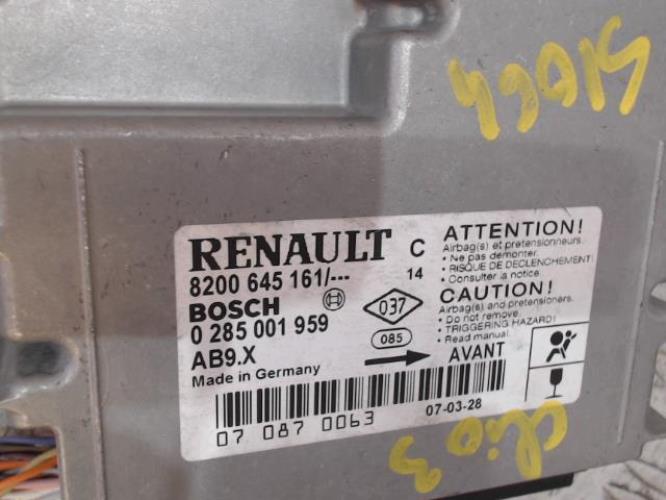 RENAULT C
8200 645 161/--- 14
BOSCH
0 285 001 959
AB9.X
Made in Germany
037
085
AVANT
07 087 0063
07-03-28
ATTENTION!
Airbag(s) et pretensionneurs.
• Ne pas demonter.
• RISQUE DE DECLENCHEMENT!
• Consulter la notice.
CAUTION!
Airbag(s) and pretensioners.
• Do not remove.
• TRIGGERING HAZARD!
• Read manual.
clio 3